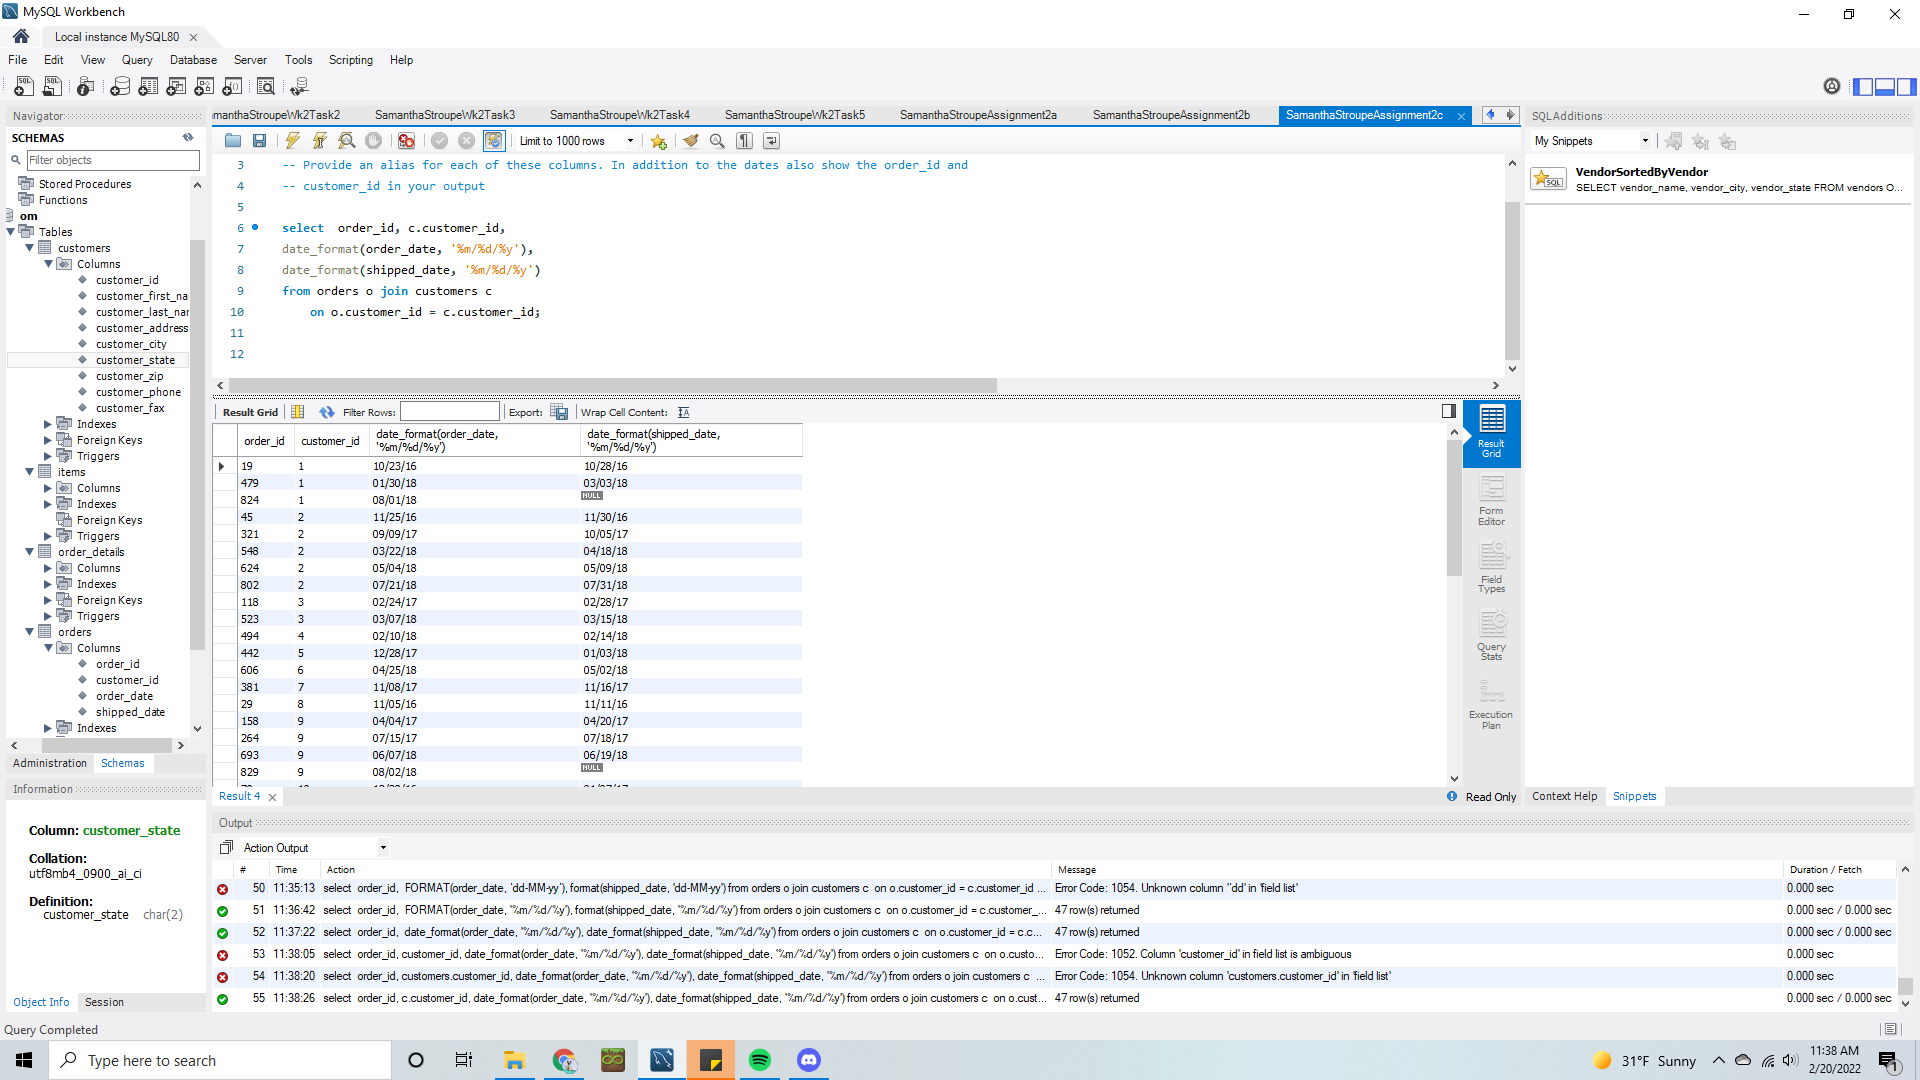 MySQL Workbench
Local instance MySQL80
File Edit View Query Database Server Tools Scripting Help
Navigator
SCHEMAS
Filter objects
Stored Procedures
Functions
om
Tables
customers
Columns
customer_id
customer_first_na
customer_last_nar
customer_address
customer_city
customer_state
customer_zip
customer_phone
customer_fax
Indexes
Foreign Keys
Triggers
items
Columns
Indexes
Foreign Keys
Triggers
order_details
Columns
Indexes
Foreign Keys
Triggers
orders
Columns
order_id
customer_id
order_date
shipped_date
Indexes
Administration Schemas
Information
Column: customer_state
Collation:
utf8mb4_0900_ai_ci
Definition:
customer_state char(2)
Object Info Session
Query Completed
manthaStroupeWk2Task2 SamanthaStroupeWk2Task3 SamanthaStroupeWk2Task4 SamanthaStroupeWk2Task5 SamanthaStroupeAssignment2a SamanthaStroupeAssignment2b SamanthaStroupeAssignment2c
Limit to 1000 rows
3 -- Provide an alias for each of these columns. In addition to the dates also show the order_id and
4 -- customer_id in your output
5
6 select  order_id, c.customer_id,
7 date_format(order_date, '%m/%d/%y'),
8 date_format(shipped_date, '%m/%d/%y')
9 from orders o join customers c
10 on o.customer_id = c.customer_id;
11
12
Result Grid Filter Rows: Export: Wrap Cell Content:
order_id customer_id date_format(order_date, '%m/%d/%y') date_format(shipped_date, '%m/%d/%y')
19 1 10/23/16 10/28/16
479 1 01/30/18 03/03/18
824 1 08/01/18 NULL
45 2 11/25/16 11/30/16
321 2 09/09/17 10/05/17
548 2 03/22/18 04/18/18
624 2 05/04/18 05/09/18
802 2 07/21/18 07/31/18
118 3 02/24/17 02/28/17
523 3 03/07/18 03/15/18
494 4 02/10/18 02/14/18
442 5 12/28/17 01/03/18
606 6 04/25/18 05/02/18
381 7 11/08/17 11/16/17
29 8 11/05/16 11/11/16
158 9 04/04/17 04/20/17
264 9 07/15/17 07/18/17
693 9 06/07/18 06/19/18
829 9 08/02/18 NULL
Result Grid
Form Editor
Field Types
Query Stats
Execution Plan
Result 4
Read Only
SQLAdditions
My Snippets
VendorSortedByVendor
SELECT vendor_name, vendor_city, vendor_state FROM vendors O...
Context Help Snippets
Output
Action Output
# Time Action Message Duration / Fetch
50 11:35:13 select order_id, FORMAT(order_date, 'dd-MM-yy'), format(shipped_date, 'dd-MM-yy') from orders o join customers c on o.customer_id = c.customer_id ... Error Code: 1054. Unknown column ''dd' in 'field list' 0.000 sec
51 11:36:42 select order_id, FORMAT(order_date, '%m/%d/%y'), format(shipped_date, '%m/%d/%y') from orders o join customers c on o.customer_id = c.customer_... 47 row(s) returned 0.000 sec / 0.000 sec
52 11:37:22 select order_id, date_format(order_date, '%m/%d/%y'), date_format(shipped_date, '%m/%d/%y') from orders o join customers c on o.customer_id = c.c... 47 row(s) returned 0.000 sec / 0.000 sec
53 11:38:05 select order_id, customer_id, date_format(order_date, '%m/%d/%y'), date_format(shipped_date, '%m/%d/%y') from orders o join customers c on o.custo... Error Code: 1052. Column 'customer_id' in field list is ambiguous 0.000 sec
54 11:38:20 select order_id, customers.customer_id, date_format(order_date, '%m/%d/%y'), date_format(shipped_date, '%m/%d/%y') from orders o join customers c ... Error Code: 1054. Unknown column 'customers.customer_id' in 'field list' 0.000 sec
55 11:38:26 select order_id, c.customer_id, date_format(order_date, '%m/%d/%y'), date_format(shipped_date, '%m/%d/%y') from orders o join customers c on o.cust... 47 row(s) returned 0.000 sec / 0.000 sec
Type here to search
31°F Sunny
11:38 AM
2/20/2022
1